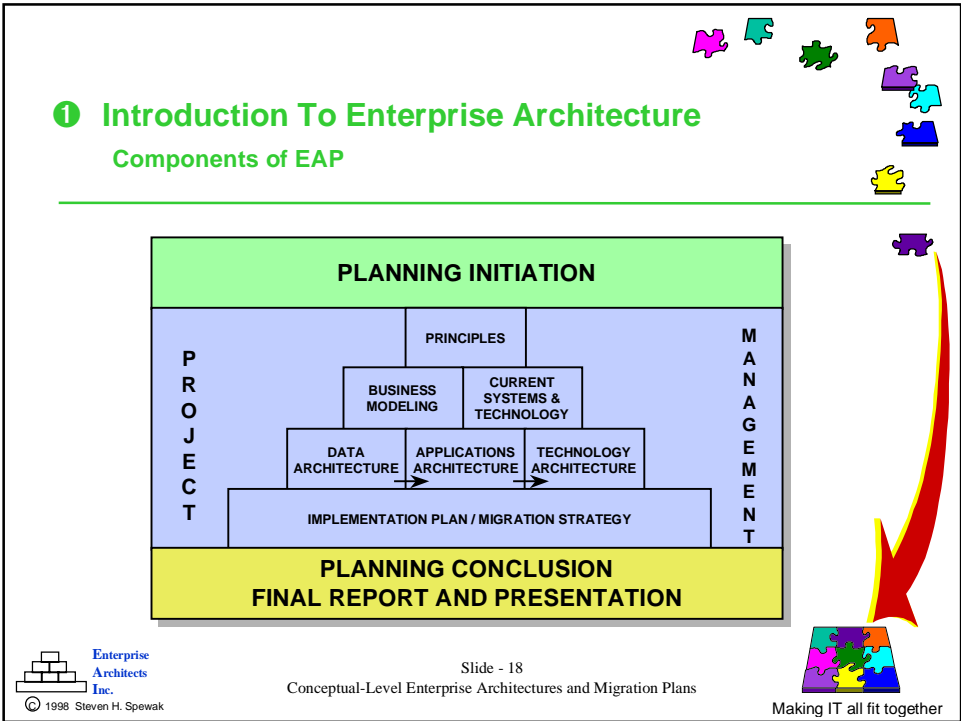 ❶ Introduction To Enterprise Architecture
Components of EAP
PLANNING INITIATION
PROJECT
MANAGEMENT
PRINCIPLES
BUSINESS
MODELING
CURRENT
SYSTEMS &
TECHNOLOGY
DATA
ARCHITECTURE
APPLICATIONS
ARCHITECTURE
TECHNOLOGY
ARCHITECTURE
IMPLEMENTATION PLAN / MIGRATION STRATEGY
PLANNING CONCLUSION
FINAL REPORT AND PRESENTATION
Enterprise
Architects
Inc.
© 1998 Steven H. Spewak
Slide - 18
Conceptual-Level Enterprise Architectures and Migration Plans
Making IT all fit together